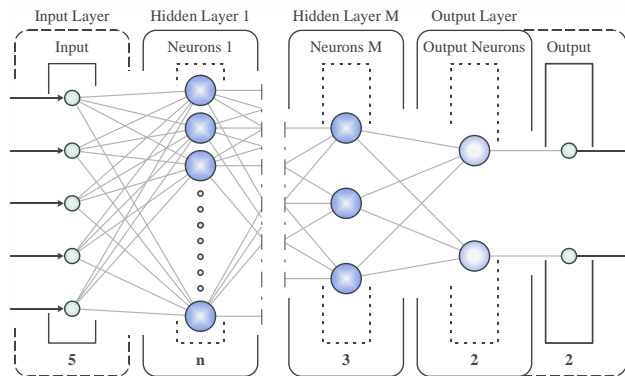 Input Layer Hidden Layer 1 Hidden Layer M Output Layer
Input Neurons 1 Neurons M Output Neurons Output
5 n 3 2 2